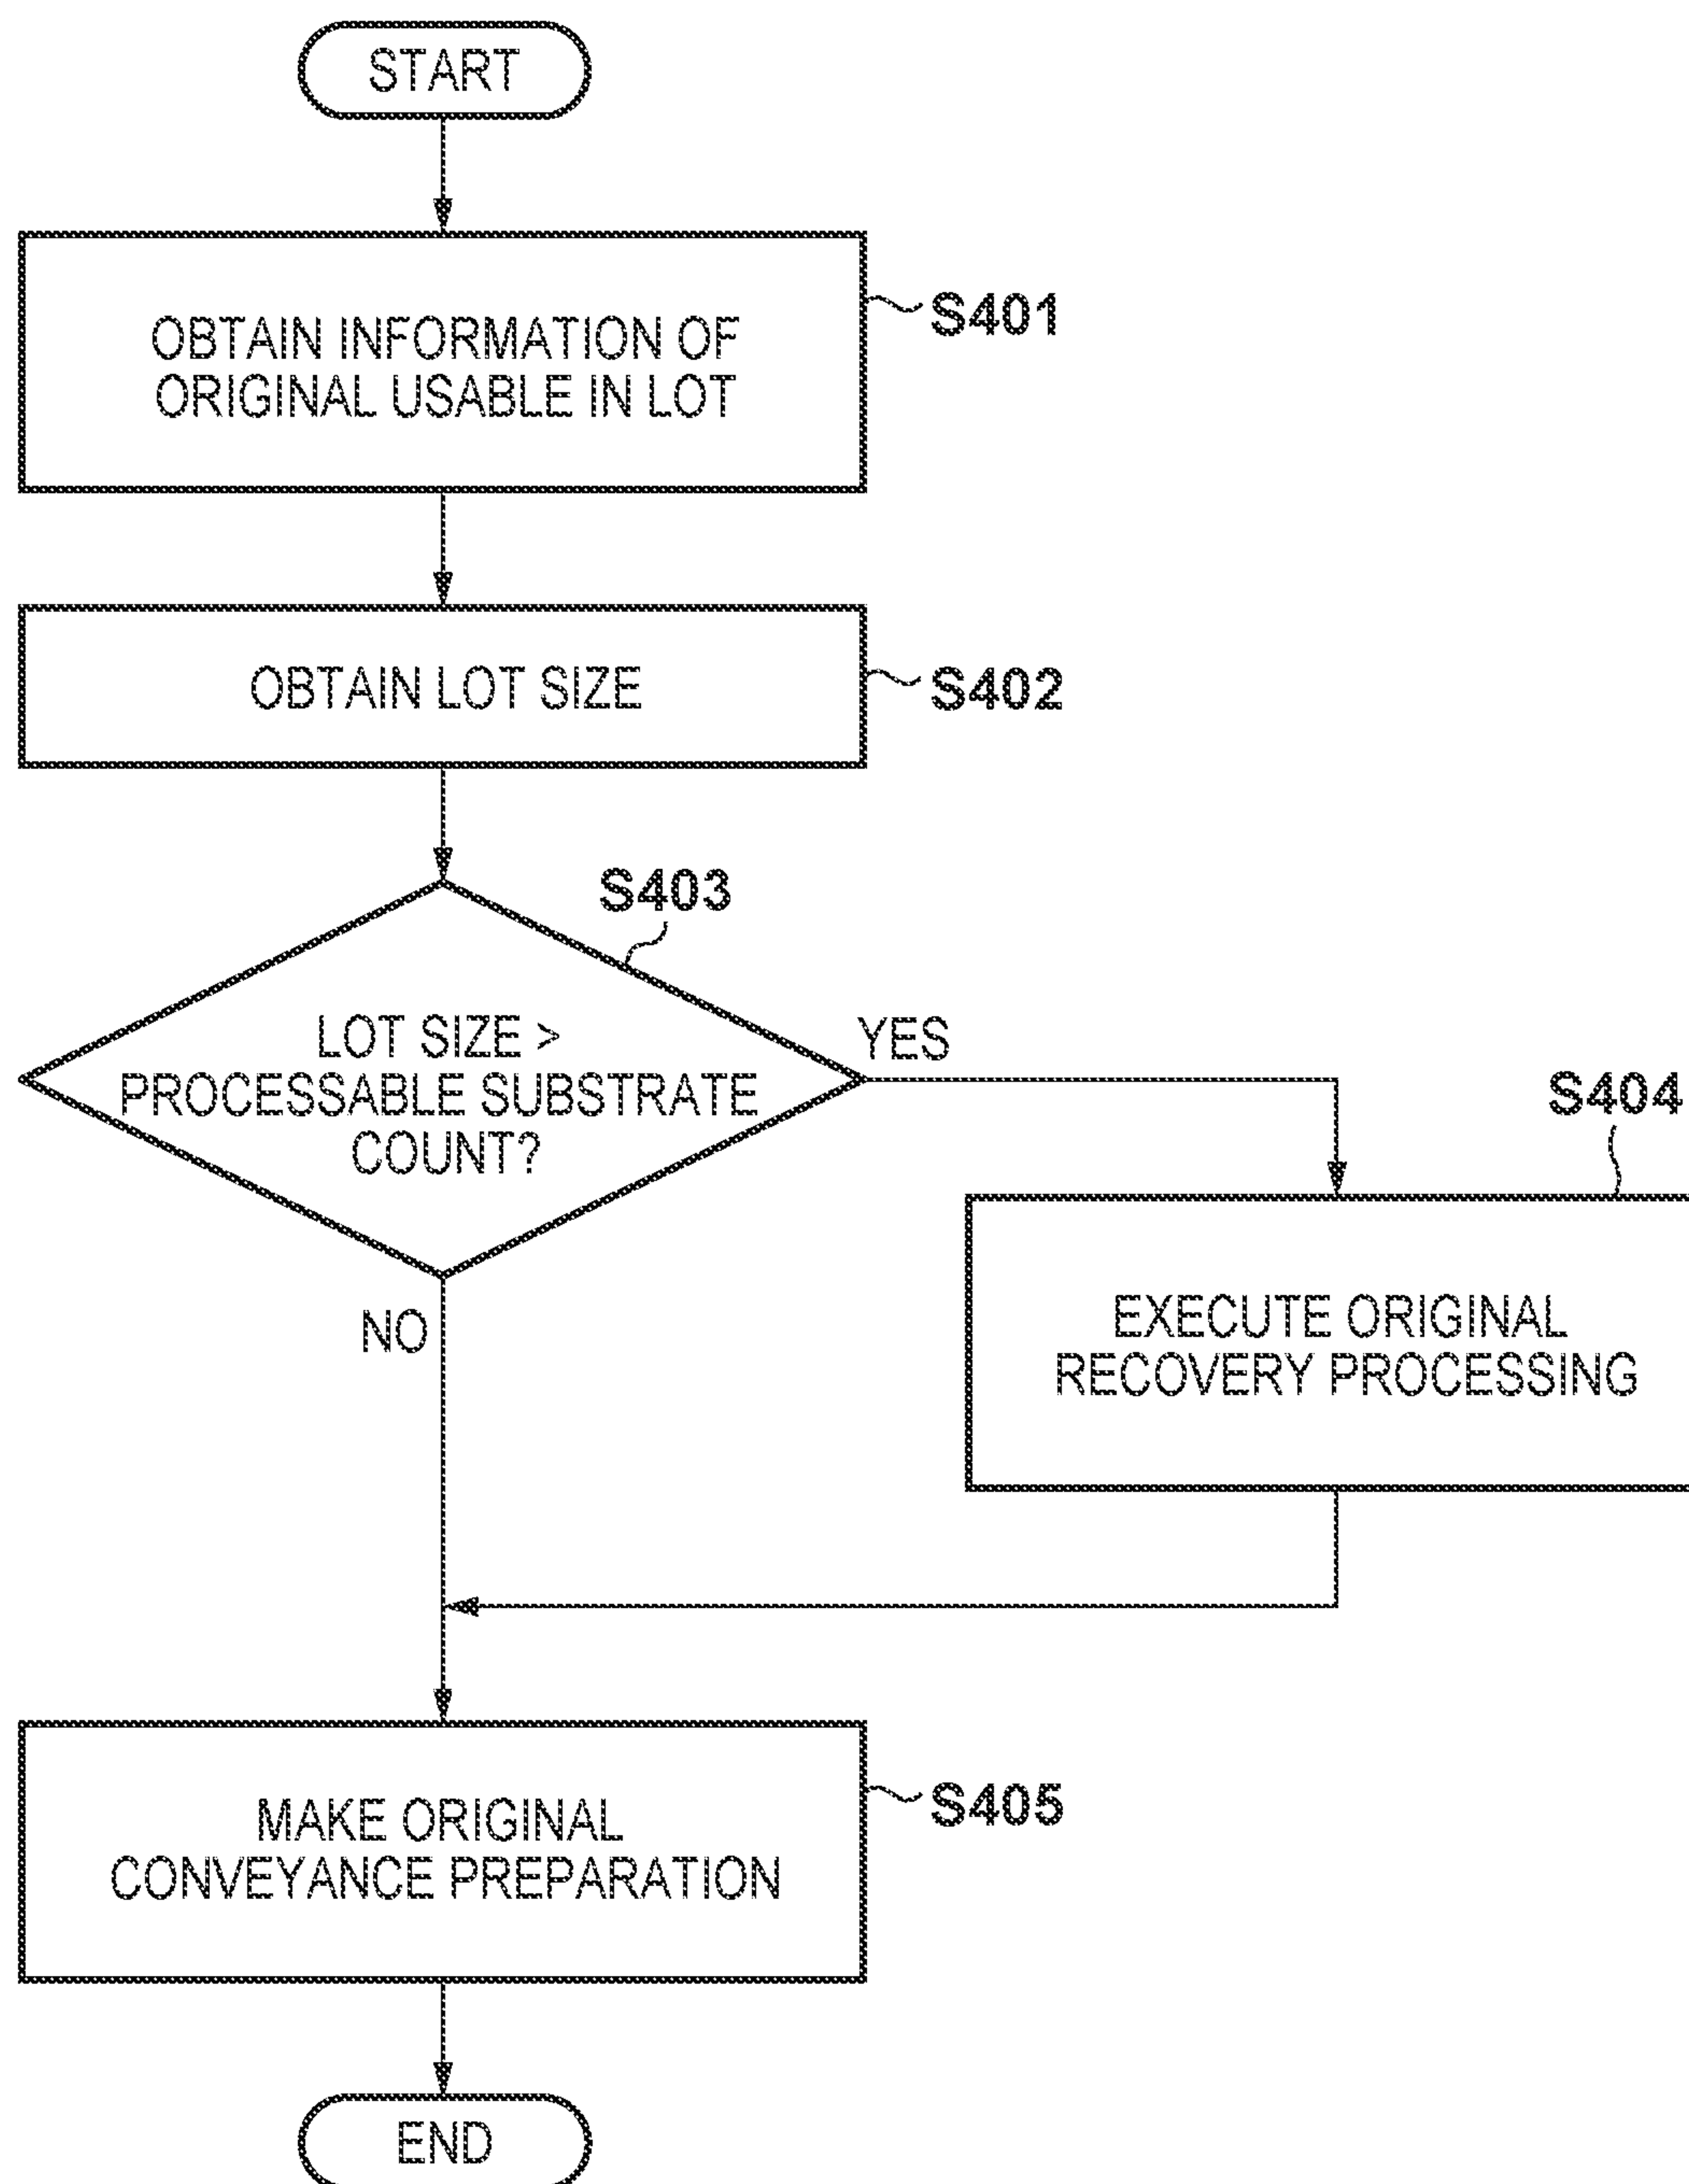 START
OBTAIN INFORMATION OF
ORIGINAL USABLE IN LOT
S401
OBTAIN LOT SIZE
S402
S403
LOT SIZE >
PROCESSABLE SUBSTRATE
COUNT?
YES
NO
S404
EXECUTE ORIGINAL
RECOVERY PROCESSING
MAKE ORIGINAL
CONVEYANCE PREPARATION
S405
END